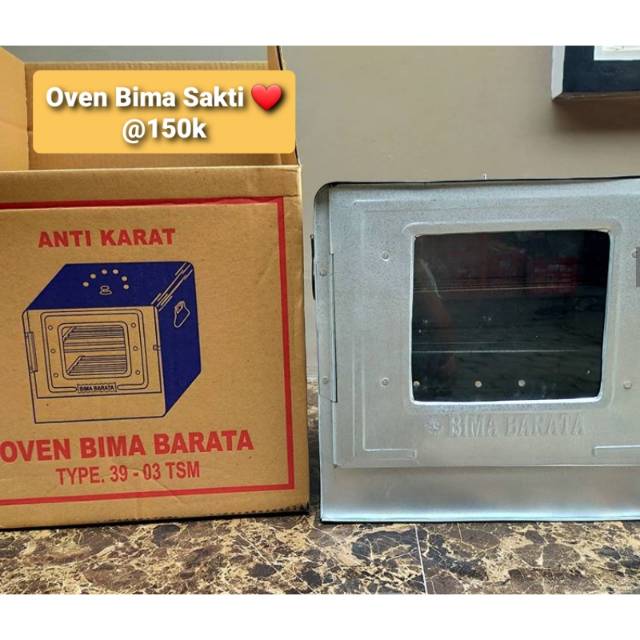 Oven Bima Sakti ❤️
@150k
ANTI KARAT
BIMA BARATA
OVEN BIMA BARATA
TYPE. 39 - 03 TSM
BIMA BARATA